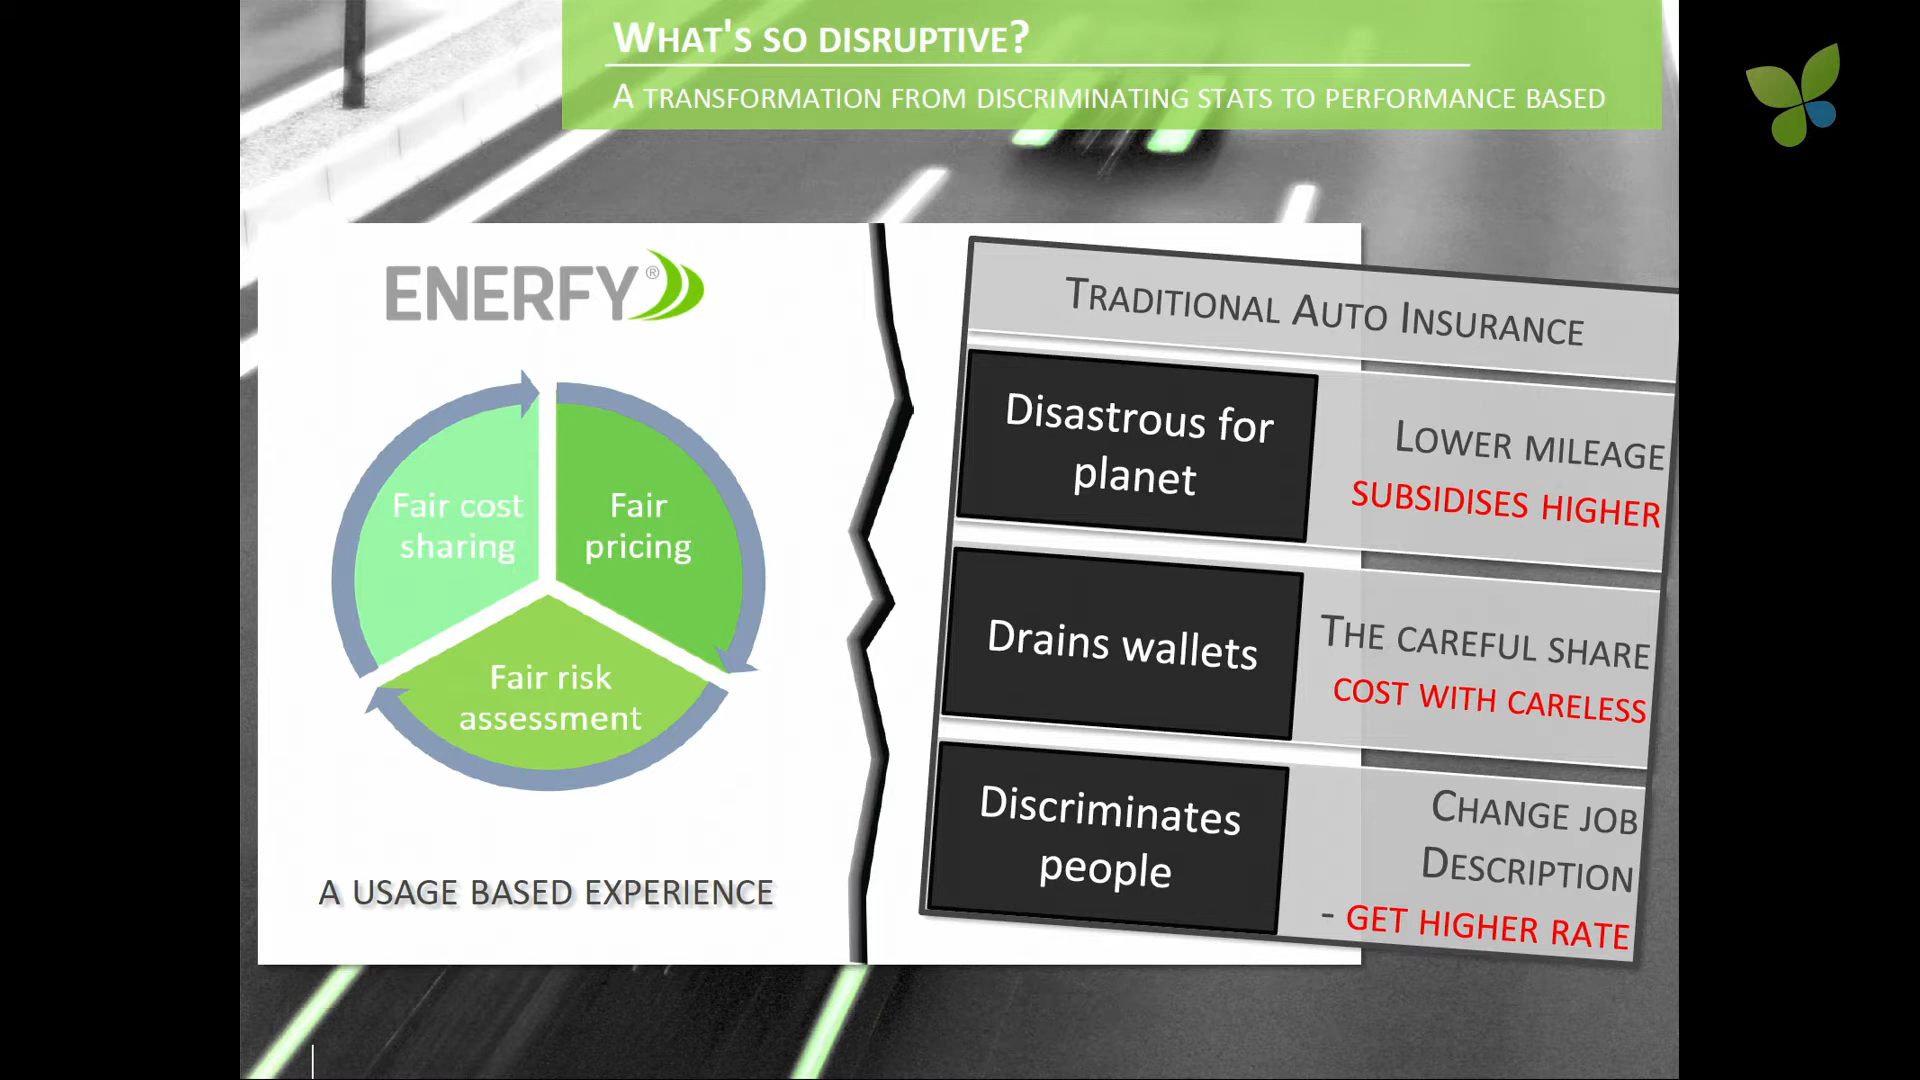 WHAT'S SO DISRUPTIVE?
A TRANSFORMATION FROM DISCRIMINATING STATS TO PERFORMANCE BASED
ENERFY®
Fair cost
sharing
Fair
pricing
Fair risk
assessment
A USAGE BASED EXPERIENCE
TRADITIONAL AUTO INSURANCE
Disastrous for
planet
LOWER MILEAGE
SUBSIDISES HIGHER
Drains wallets
THE CAREFUL SHARE
COST WITH CARELESS
Discriminates
people
CHANGE JOB
DESCRIPTION
- GET HIGHER RATE